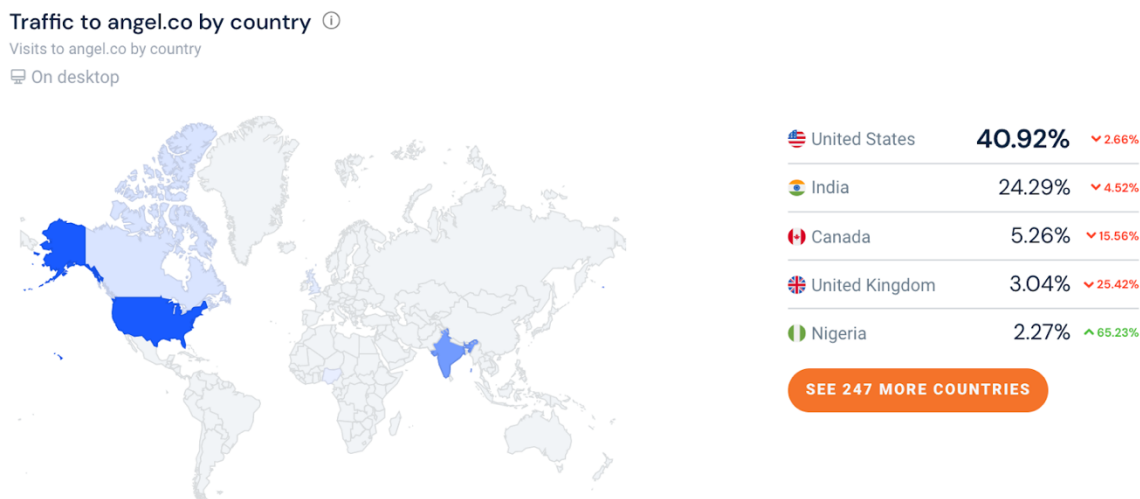 Traffic to angel.co by country
Visits to angel.co by country
On desktop
United States 40.92% 2.66%
India 24.29% 4.52%
Canada 5.26% 15.56%
United Kingdom 3.04% 25.42%
Nigeria 2.27% 65.23%
SEE 247 MORE COUNTRIES